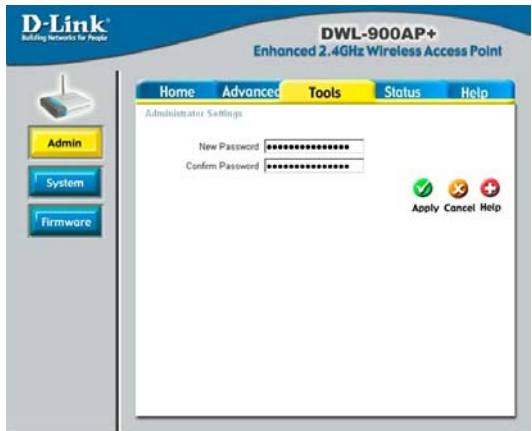 D-Link
Building Networks for People
DWL-900AP+
Enhanced 2.4GHz Wireless Access Point
Home Advanced Tools Status Help
Administrator Settings
Admin
System
Firmware
New Password •••••••••••••••
Confirm Password •••••••••••••••
Apply Cancel Help